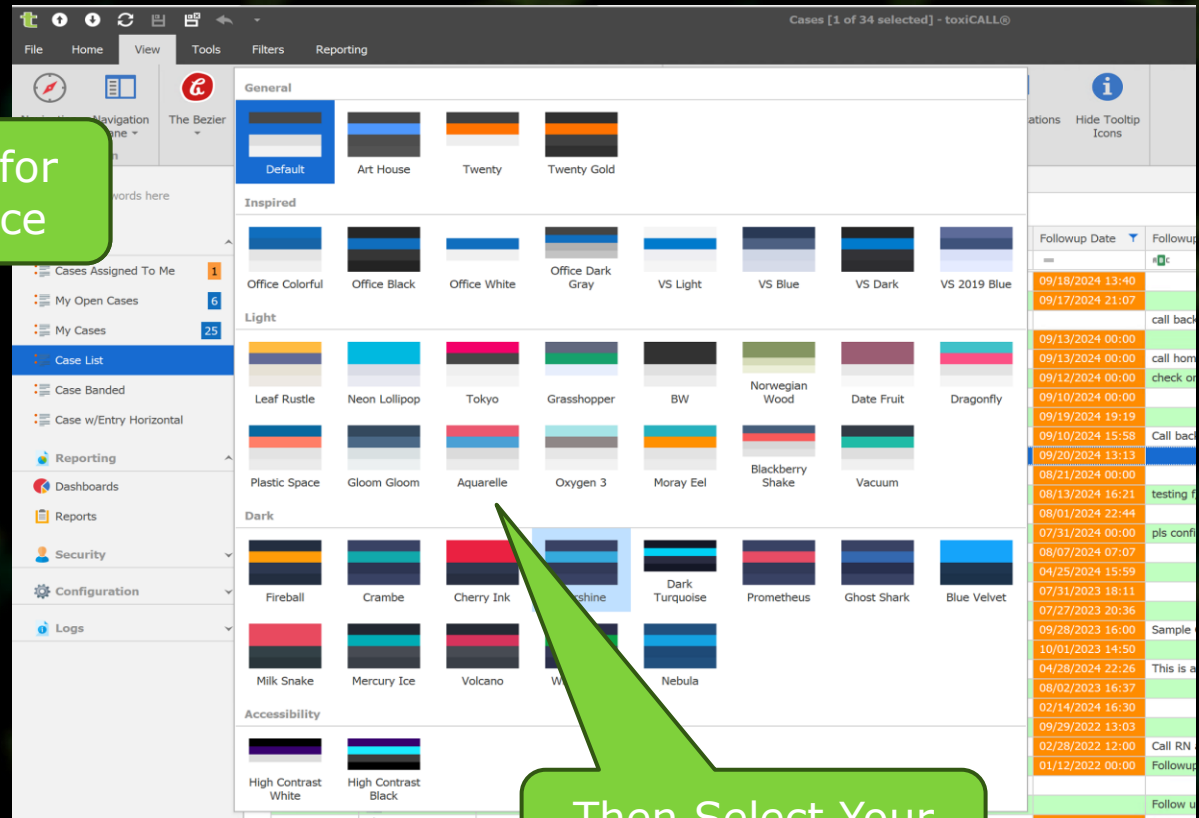 Cases [1 of 34 selected] - toxiCALL®
File Home View Tools Filters Reporting
Navigation
Pane
The Bezier
Hide Tooltip
Icons
for
words here
Cases Assigned To Me 1
My Open Cases 6
My Cases 25
Case List
Case Banded
Case w/Entry Horizontal
Reporting
Dashboards
Reports
Security
Configuration
Logs
General
Default Art House Twenty Twenty Gold
Inspired
Office Colorful Office Black Office White Office Dark Gray VS Light VS Blue VS Dark VS 2019 Blue
Light
Leaf Rustle Neon Lollipop Tokyo Grasshopper BW Norwegian Wood Date Fruit Dragonfly
Plastic Space Gloom Gloom Aquarelle Oxygen 3 Moray Eel Blackberry Shake Vacuum
Dark
Fireball Crambe Cherry Ink Dark Turquoise Prometheus Ghost Shark Blue Velvet
Milk Snake Mercury Ice Volcano Nebula
Accessibility
High Contrast White High Contrast Black
Then Select Your
Followup Date Followup
09/18/2024 13:40
09/17/2024 21:07
call back
09/13/2024 00:00
09/13/2024 00:00 call hom
09/12/2024 00:00 check on
09/10/2024 00:00
09/19/2024 19:19
09/10/2024 15:58 Call back
09/20/2024 13:13
08/21/2024 00:00
08/13/2024 16:21 testing f
08/01/2024 22:44
07/31/2024 00:00 pls confi
08/07/2024 07:07
04/25/2024 15:59
07/31/2023 18:11
07/27/2023 20:36
09/28/2023 16:00 Sample
10/01/2023 14:50
04/28/2024 22:26 This is a
08/02/2023 16:37
02/14/2024 16:30
09/29/2022 13:03
02/28/2022 12:00 Call RN
01/12/2022 00:00 Followup
Follow u